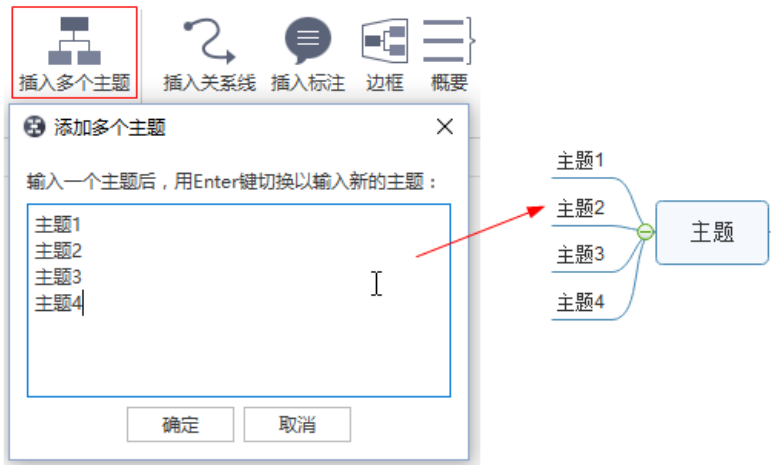 插入多个主题 插入关系线 插入标注 边框 概要
添加多个主题
输入一个主题后，用Enter键切换以输入新的主题：
主题1
主题2
主题3
主题4
确定 取消
主题1
主题2
主题3
主题4
主题